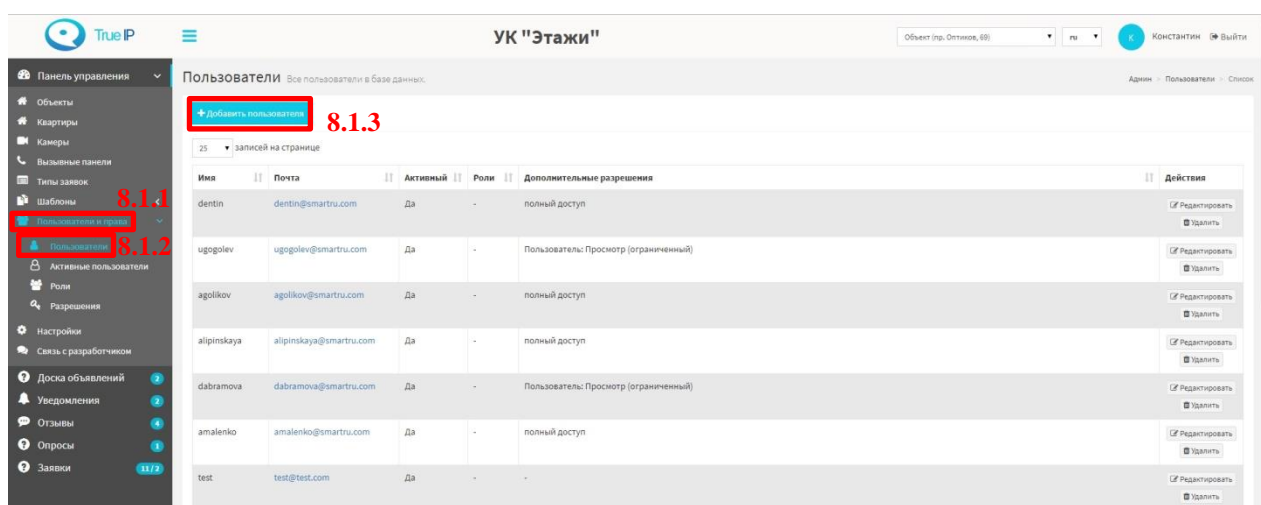 True IP
УК "Этажи"
Объект (пр. Оптиков, 69)
ru
К
Константин
Выйти
Панель управления
Объекты
Квартиры
Камеры
Вызывные панели
Типы заявок
Шаблоны
8.1.1
Пользователи и права
Пользователи
8.1.2
Активные пользователи
Роли
Разрешения
Настройки
Связь с разработчиком
Доска объявлений 2
Уведомления 2
Отзывы 4
Опросы 1
Заявки 11/2
Пользователи Все пользователи в базе данных.
Админ > Пользователи > Список
+Добавить пользователя
8.1.3
25 записей на странице
Имя Почта Активный Роли Дополнительные разрешения Действия
dentin dentin@smartru.com Да - полный доступ Редактировать
Удалить
ugogolev ugogolev@smartru.com Да - Пользователь: Просмотр (ограниченный) Редактировать
Удалить
agolikov agolikov@smartru.com Да - полный доступ Редактировать
Удалить
alipinskaya alipinskaya@smartru.com Да - полный доступ Редактировать
Удалить
dabramova dabramova@smartru.com Да - Пользователь: Просмотр (ограниченный) Редактировать
Удалить
amalenko amalenko@smartru.com Да - полный доступ Редактировать
Удалить
test test@test.com Да - - Редактировать
Удалить